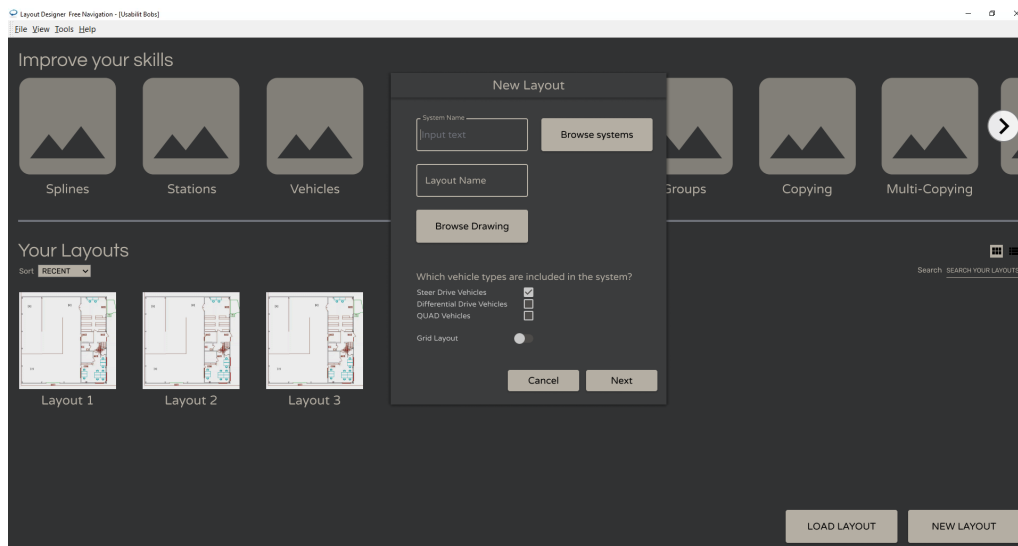 Layout Designer Free Navigation - [Usabilit Bobs]
File View Tools Help
Improve your skills
New Layout
System Name
Input text
Browse systems
Layout Name
Browse Drawing
Which vehicle types are included in the system?
Steer Drive Vehicles
Differential Drive Vehicles
QUAD Vehicles
Grid Layout
Cancel Next
Splines Stations Vehicles Groups Copying Multi-Copying
Your Layouts
Sort RECENT
Search SEARCH YOUR LAYOUTS
Layout 1 Layout 2 Layout 3
LOAD LAYOUT NEW LAYOUT